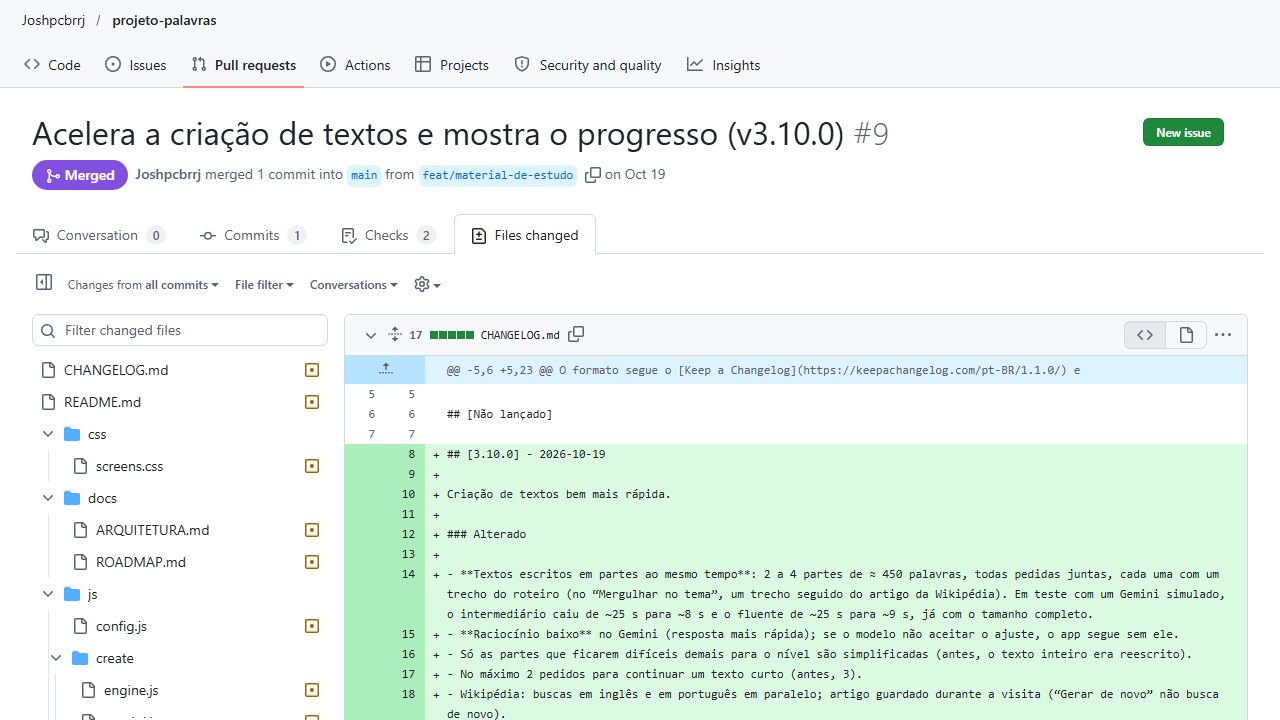 Joshpcbrrj / projeto-palavras
Code Issues Pull requests Actions Projects Security and quality Insights
Acelera a criação de textos e mostra o progresso (v3.10.0) #9
New issue
Merged Joshpcbrrj merged 1 commit into main from feat/material-de-estudo on Oct 19
Conversation 0 Commits 1 Checks 2 Files changed
Changes from all commits File filter Conversations
Filter changed files
CHANGELOG.md
README.md
css
screens.css
docs
ARQUITETURA.md
ROADMAP.md
js
config.js
create
engine.js
17 CHANGELOG.md
@@ -5,6 +5,23 @@ O formato segue o [Keep a Changelog](https://keepachangelog.com/pt-BR/1.1.0/) e
5 5
6 6 ## [Não lançado]
7 7
8 + ## [3.10.0] - 2026-10-19
9 +
10 + Criação de textos bem mais rápida.
11 +
12 + ### Alterado
13 +
14 + - **Textos escritos em partes ao mesmo tempo**: 2 a 4 partes de ≈ 450 palavras, todas pedidas juntas, cada uma com um
trecho do roteiro (no “Mergulhar no tema”, um trecho seguido do artigo da Wikipédia). Em teste com um Gemini simulado,
o intermediário caiu de ~25 s para ~8 s e o fluente de ~25 s para ~9 s, já com o tamanho completo.
15 + - **Raciocínio baixo** no Gemini (resposta mais rápida); se o modelo não aceitar o ajuste, o app segue sem ele.
16 + - Só as partes que ficarem difíceis demais para o nível são simplificadas (antes, o texto inteiro era reescrito).
17 + - No máximo 2 pedidos para continuar um texto curto (antes, 3).
18 + - Wikipédia: buscas em inglês e em português em paralelo; artigo guardado durante a visita (“Gerar de novo” não busca
de novo).